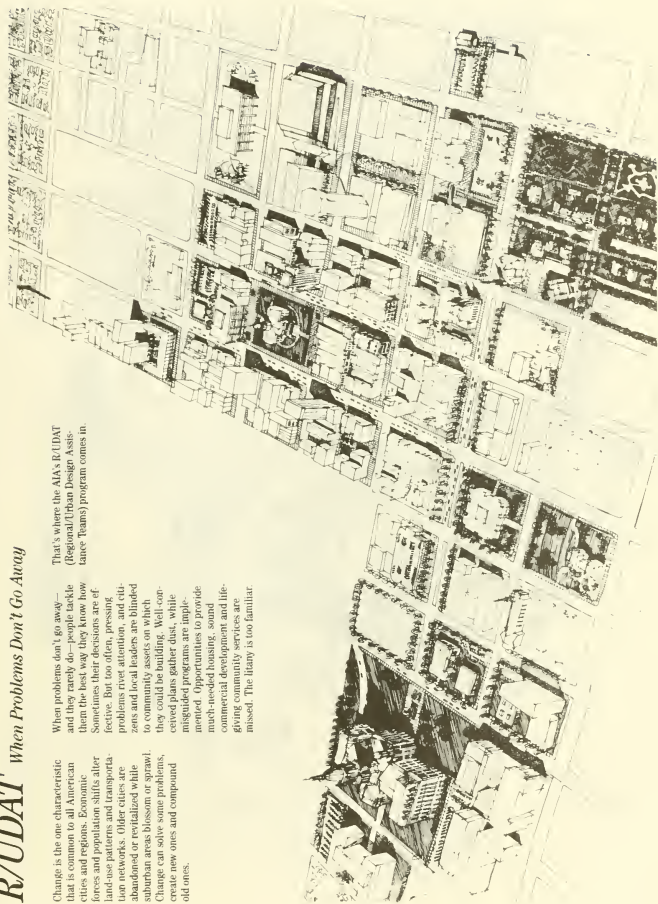 R/UDAT When Problems Don't Go Away
Change is the one characteristic
that is common to all American
cities and regions. Economic
forces and population shifts alter
land-use patterns and transporta-
tion networks. Older cities are
abandoned or revitalized while
suburban areas blossom or sprawl.
Change can solve some problems,
create new ones and compound
old ones.
When problems don't go away—
and they rarely do—people tackle
them the best way they know how.
Sometimes their decisions are ef-
fective. But too often, pressing
problems rivet attention, and citi-
zens and local leaders are blinded
to community assets on which
they could be building. Well-con-
ceived plans gather dust, while
misguided programs are imple-
mented. Opportunities to provide
much-needed housing, sound
commercial development and life-
giving community services are
missed. The litany is too familiar.
That's where the AIA's R/UDAT
(Regional/Urban Design Assis-
tance Teams) program comes in.